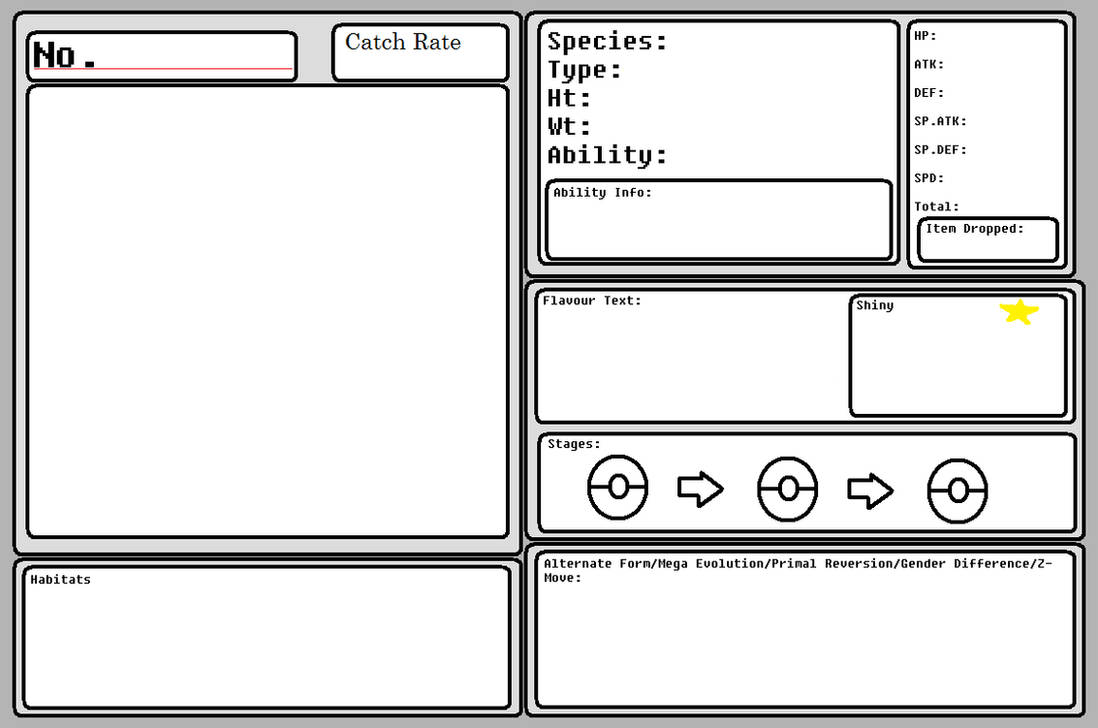 No.
Catch Rate
Species:
Type:
Ht:
Wt:
Ability:
Ability Info:
HP:
ATK:
DEF:
SP.ATK:
SP.DEF:
SPD:
Total:
Item Dropped:
Flavour Text:
Shiny
Stages:
Habitats
Alternate Form/Mega Evolution/Primal Reversion/Gender Difference/Z-
Move: